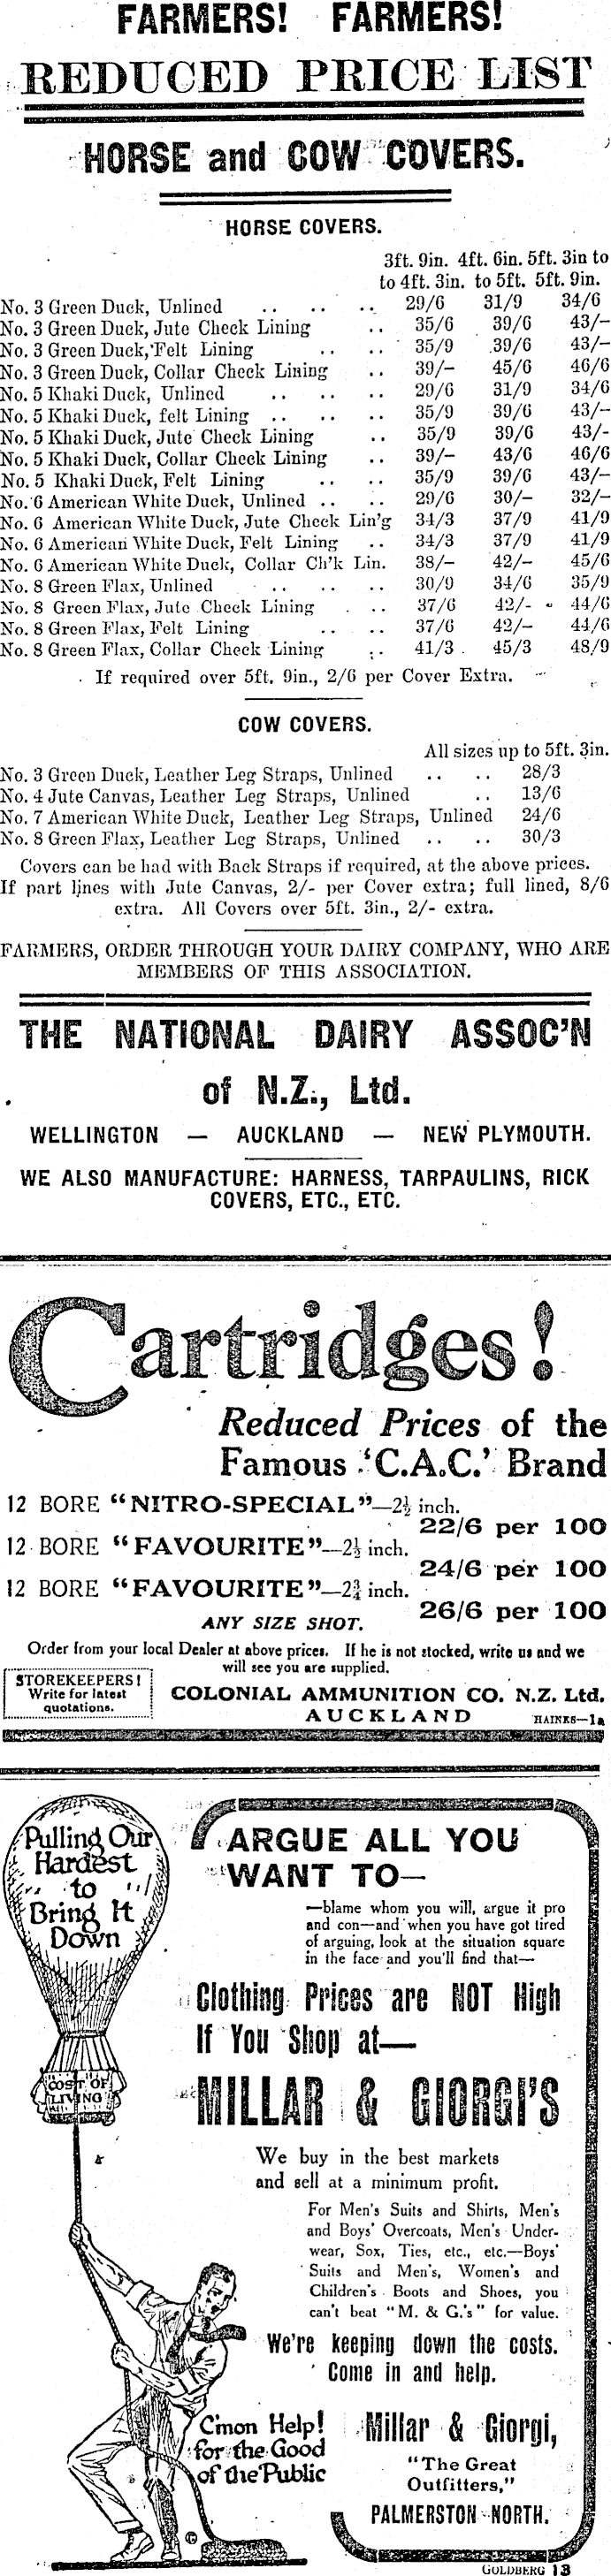 FARMERS! FARMERS!
REDUCED PRICE LIST
HORSE and COW COVERS.
HORSE COVERS.
3ft. 9in. 4ft. 6in. 5ft. 3in to
to 4ft. 3in. to 5ft. 5ft. 9in.
No. 3 Green Duck, Unlined .. .. .. 29/6 31/9 34/6
No. 3 Green Duck, Jute Check Lining .. 35/6 39/6 43/-
No. 3 Green Duck, Felt Lining .. .. 35/9 39/6 43/-
No. 3 Green Duck, Collar Check Lining .. 39/- 45/6 46/6
No. 5 Khaki Duck, Unlined .. .. .. 29/6 31/9 34/6
No. 5 Khaki Duck, felt Lining .. .. .. 35/9 39/6 43/-
No. 5 Khaki Duck, Jute Check Lining .. 35/9 39/6 43/-
No. 5 Khaki Duck, Collar Check Lining .. 39/- 43/6 46/6
No. 5 Khaki Duck, Felt Lining .. .. 35/9 39/6 43/-
No. 6 American White Duck, Unlined .. .. 29/6 30/- 32/-
No. 6 American White Duck, Jute Check Lin'g 34/3 37/9 41/9
No. 6 American White Duck, Felt Lining .. 34/3 37/9 41/9
No. 6 American White Duck, Collar Ch'k Lin. 38/- 42/- 45/6
No. 8 Green Flax, Unlined .. .. .. 30/9 34/6 35/9
No. 8 Green Flax, Jute Check Lining . .. 37/6 42/- 44/6
No. 8 Green Flax, Felt Lining .. .. 37/6 42/- 44/6
No. 8 Green Flax, Collar Check Lining .. 41/3 45/3 48/9
If required over 5ft. 9in., 2/6 per Cover Extra.
COW COVERS.
All sizes up to 5ft. 3in.
No. 3 Green Duck, Leather Leg Straps, Unlined .. .. 28/3
No. 4 Jute Canvas, Leather Leg Straps, Unlined .. 13/6
No. 7 American White Duck, Leather Leg Straps, Unlined 24/6
No. 8 Green Flax, Leather Leg Straps, Unlined .. .. 30/3
Covers can be had with Back Straps if required, at the above prices.
If part lines with Jute Canvas, 2/- per Cover extra; full lined, 8/6
extra. All Covers over 5ft. 3in., 2/- extra.
FARMERS, ORDER THROUGH YOUR DAIRY COMPANY, WHO ARE
MEMBERS OF THIS ASSOCIATION.
THE NATIONAL DAIRY ASSOC'N
of N.Z., Ltd.
WELLINGTON — AUCKLAND — NEW PLYMOUTH.
WE ALSO MANUFACTURE: HARNESS, TARPAULINS, RICK
COVERS, ETC., ETC.
Cartridges!
Reduced Prices of the
Famous 'C.A.C.' Brand
12 BORE "NITRO-SPECIAL"—2½ inch.
22/6 per 100
12 BORE "FAVOURITE"—2½ inch.
24/6 per 100
12 BORE "FAVOURITE"—2¾ inch.
26/6 per 100
ANY SIZE SHOT.
Order from your local Dealer at above prices. If he is not stocked, write us and we
will see you are supplied.
STOREKEEPERS!
Write for latest
quotations.
COLONIAL AMMUNITION CO. N.Z. Ltd.
AUCKLAND
HAINES—1a
Pulling Our
Hardest
to
Bring It
Down
COST OF
LIVING
C'mon Help!
for the Good
of the Public
ARGUE ALL YOU
WANT TO—
—blame whom you will, argue it pro
and con—and when you have got tired
of arguing, look at the situation square
in the face and you'll find that—
Clothing Prices are NOT High
If You Shop at—
MILLAR & GIORGI'S
We buy in the best markets
and sell at a minimum profit.
For Men's Suits and Shirts, Men's
and Boys' Overcoats, Men's Under-
wear, Sox, Ties, etc., etc.—Boys'
Suits and Men's, Women's and
Children's Boots and Shoes, you
can't beat "M. & G.'s" for value.
We're keeping down the costs.
Come in and help.
Millar & Giorgi,
"The Great
Outfitters,"
PALMERSTON NORTH.
GOLDBERG 13